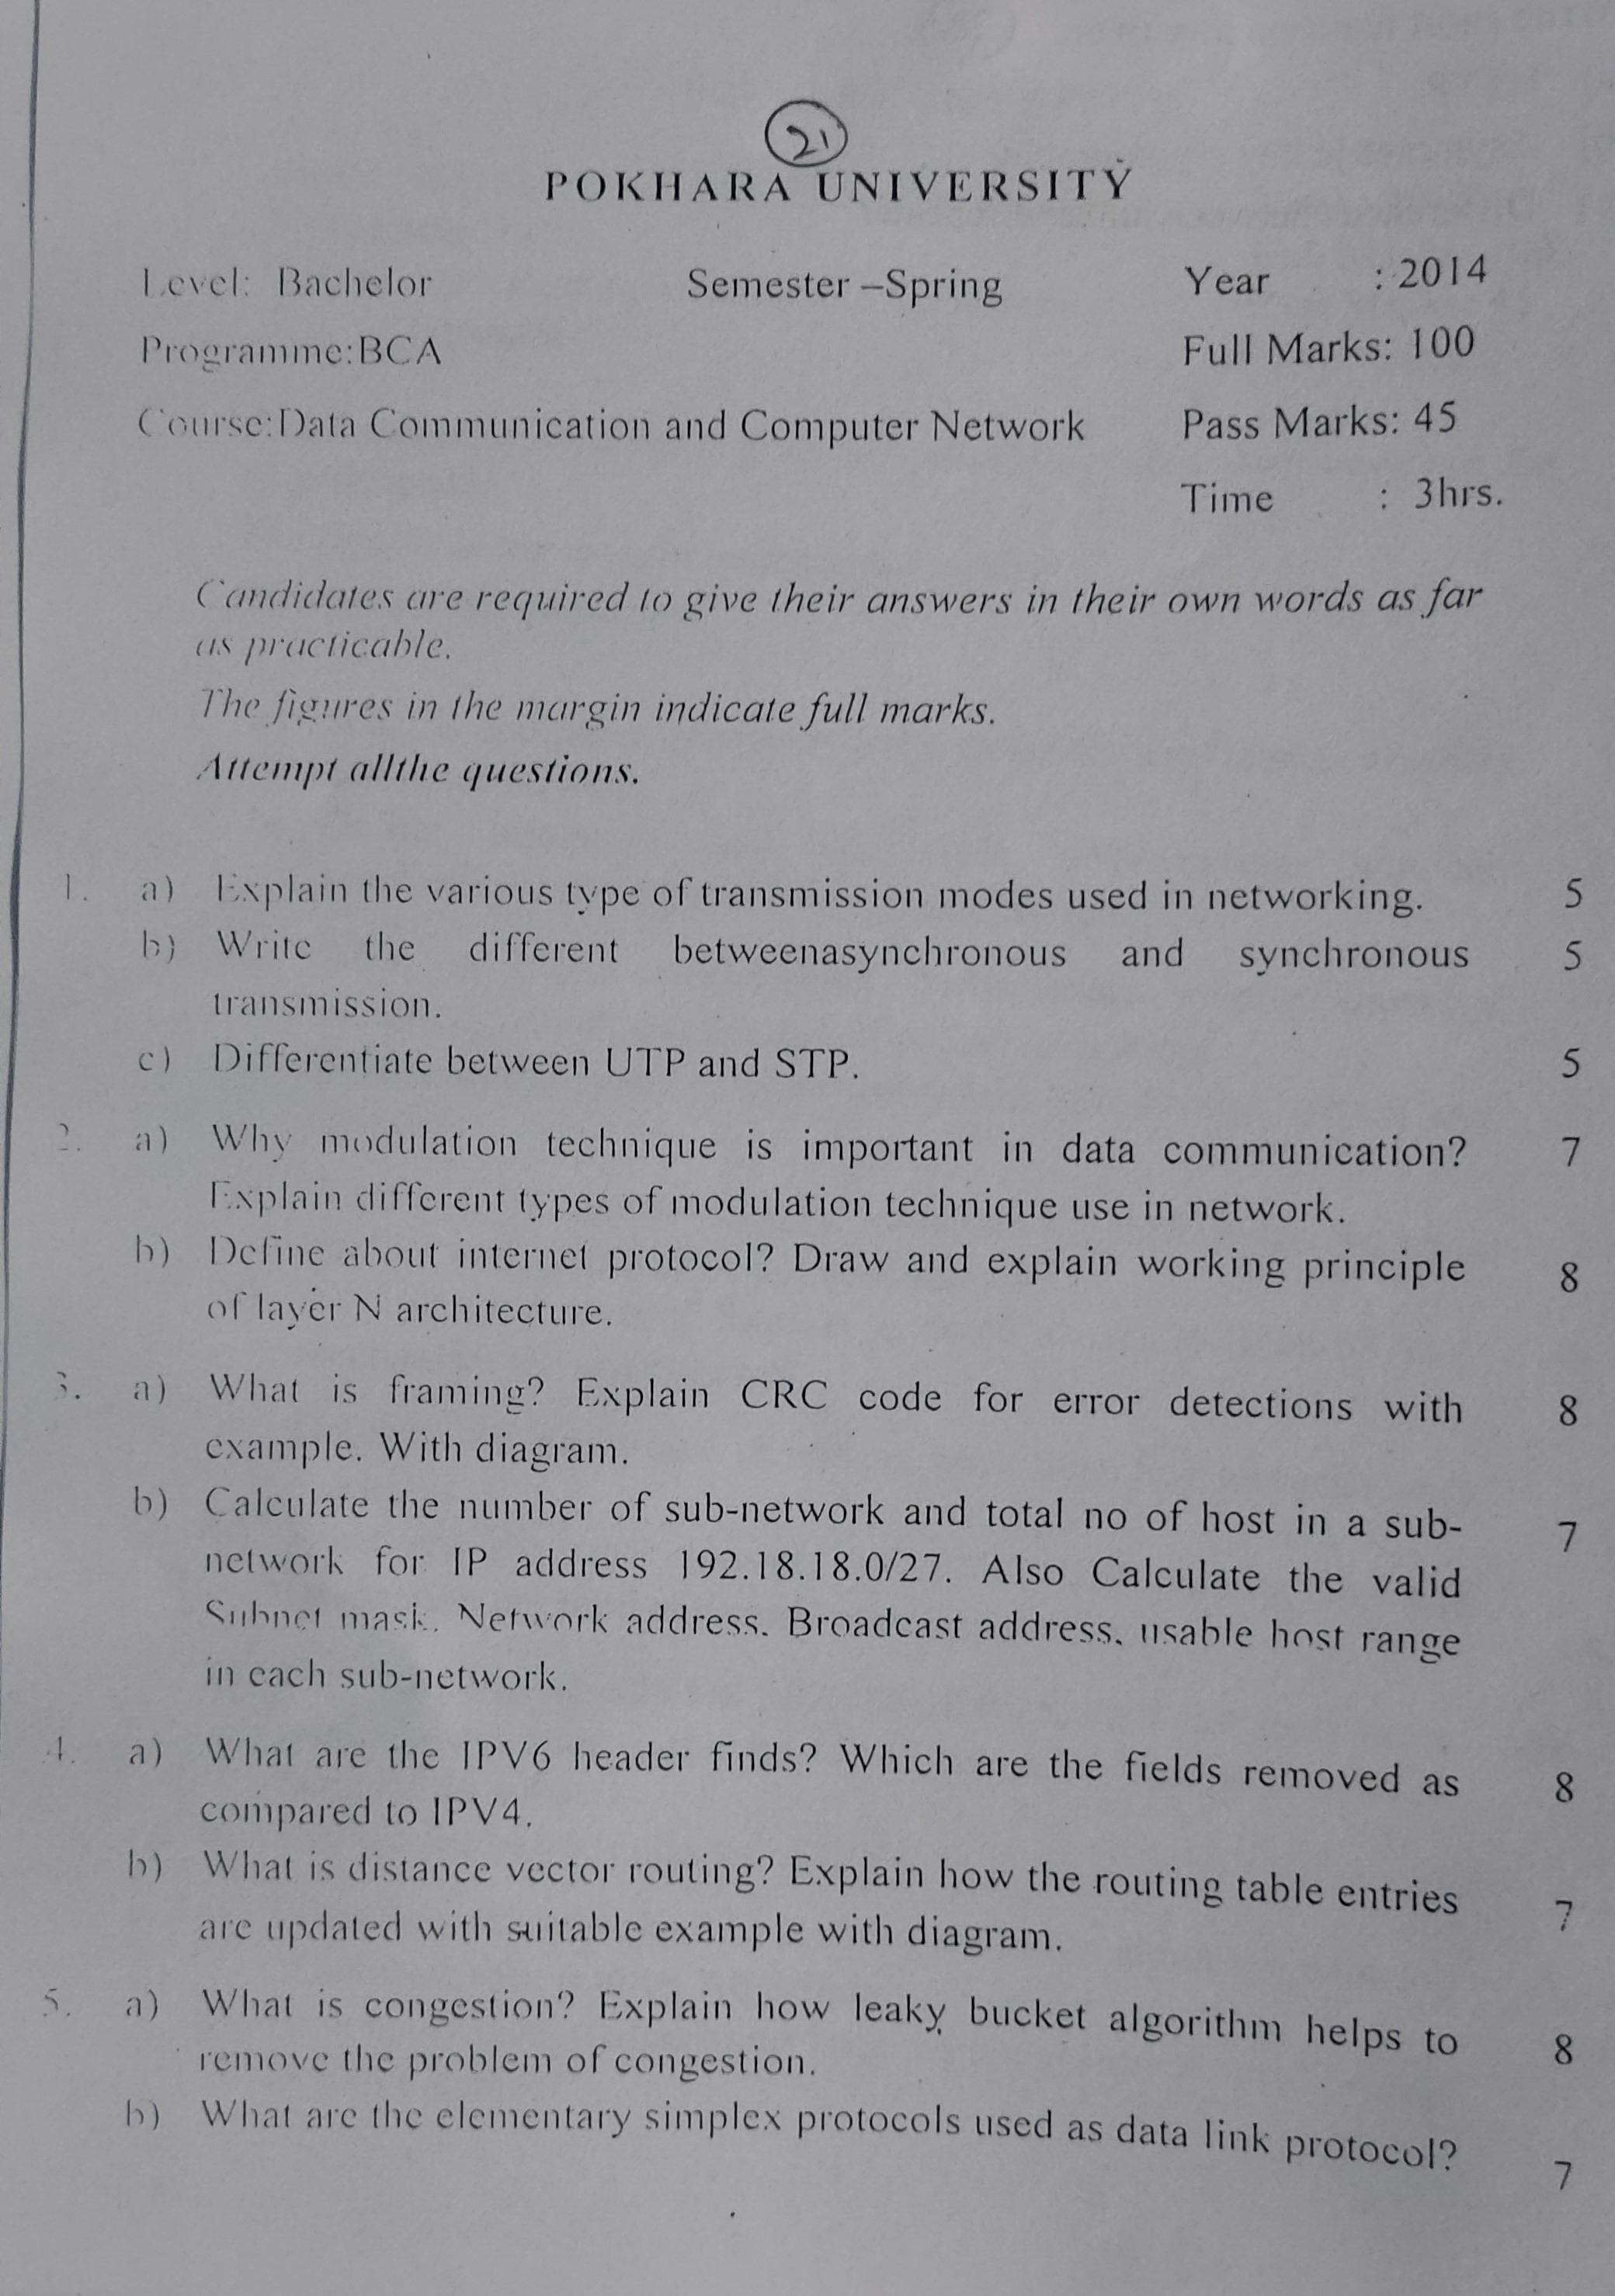 21
POKHARA UNIVERSITY
Level: Bachelor Semester –Spring Year : 2014
Programme:BCA Full Marks: 100
Course:Data Communication and Computer Network Pass Marks: 45
Time : 3hrs.
Candidates are required to give their answers in their own words as far
as practicable.
The figures in the margin indicate full marks.
Attempt allthe questions.
1. a) Explain the various type of transmission modes used in networking. 5
b) Write the different betweenasynchronous and synchronous 5
transmission.
c) Differentiate between UTP and STP. 5
2. a) Why modulation technique is important in data communication? 7
Explain different types of modulation technique use in network.
b) Define about internet protocol? Draw and explain working principle 8
of layer N architecture.
3. a) What is framing? Explain CRC code for error detections with 8
example. With diagram.
b) Calculate the number of sub-network and total no of host in a sub- 7
network for IP address 192.18.18.0/27. Also Calculate the valid
Subnet mask, Network address, Broadcast address, usable host range
in each sub-network.
4. a) What are the IPV6 header finds? Which are the fields removed as 8
compared to IPV4.
b) What is distance vector routing? Explain how the routing table entries 7
are updated with suitable example with diagram.
5. a) What is congestion? Explain how leaky bucket algorithm helps to 8
remove the problem of congestion.
b) What are the elementary simplex protocols used as data link protocol? 7